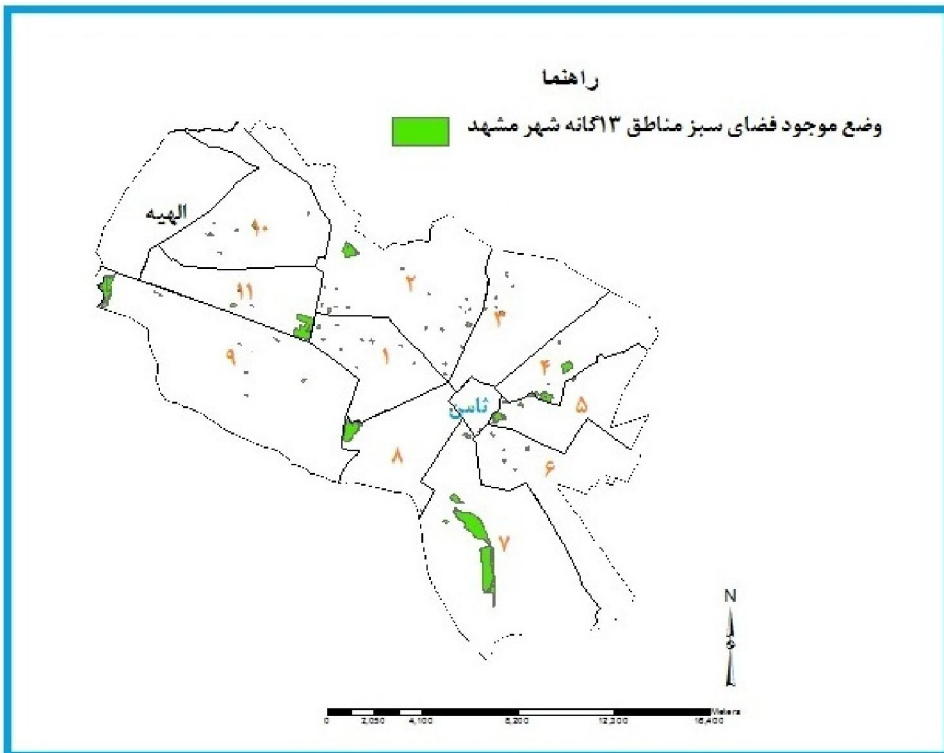 راهنما
وضع موجود فضای سبز مناطق ۱۳گانه شهر مشهد
الهیه
۱۰
۲
۱۱
۳
۹
۱
۴
ثامن
۵
۸
۶
۷
N
Meters
0 2,050 4,100 8,200 12,300 16,400